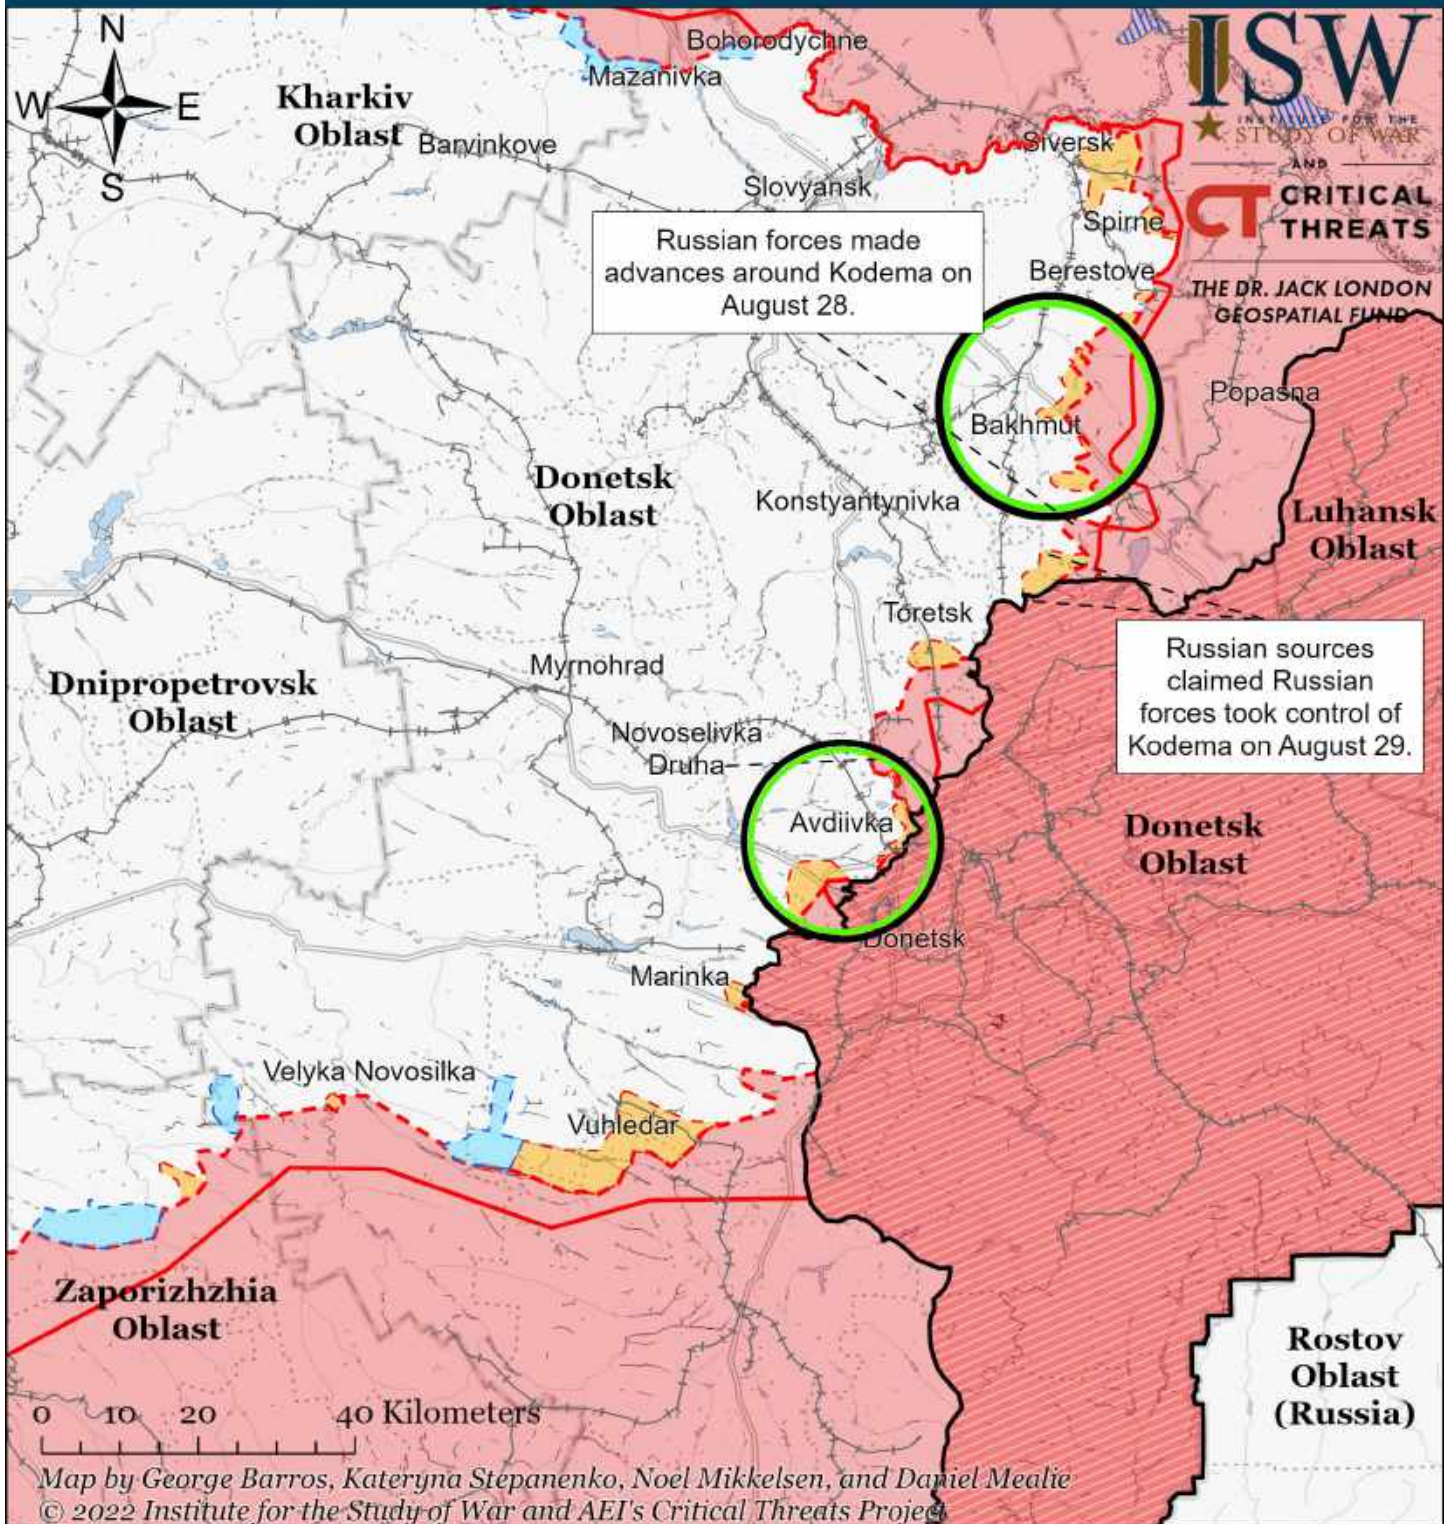 N
W
E
S
ISW
INSTITUTE FOR THE
STUDY OF WAR
AND
CT CRITICAL
THREATS
THE DR. JACK LONDON
GEOSPATIAL FUND
Bohorodychne
Mazanivka
Kharkiv
Oblast
Barvinkove
Siversk
Slovyansk
Spirne
Russian forces made
advances around Kodema on
August 28.
Berestove
Popasna
Bakhmut
Donetsk
Oblast
Konstyantynivka
Luhansk
Oblast
Toretsk
Russian sources
claimed Russian
forces took control of
Kodema on August 29.
Myrnohrad
Dnipropetrovsk
Oblast
Novoselivka
Druha
Avdiivka
Donetsk
Oblast
Donetsk
Marinka
Velyka Novosilka
Vuhledar
Zaporizhzhia
Oblast
Rostov
Oblast
(Russia)
0 10 20 40 Kilometers
Map by George Barros, Kateryna Stepanenko, Noel Mikkelsen, and Daniel Mealie
© 2022 Institute for the Study of War and AEI's Critical Threats Project